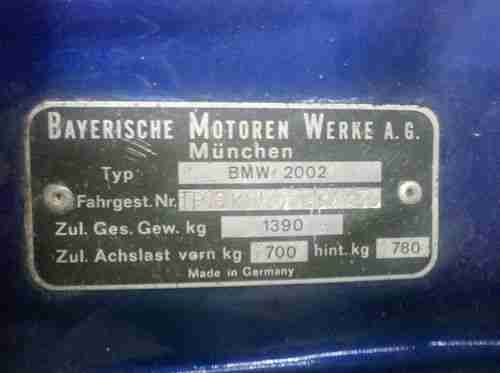 BAYERISCHE MOTOREN WERKE A.G.
München
Typ BMW 2002
Fahrgest. Nr.
Zul. Ges. Gew. kg 1390
Zul. Achslast vorn kg 700 hint. kg 780
Made in Germany